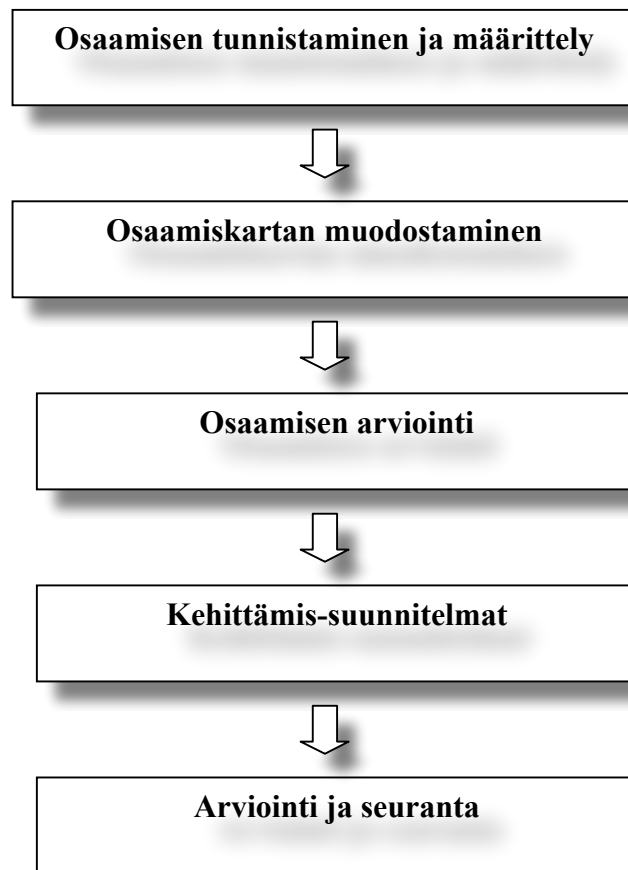 Osaamisen tunnistaminen ja määrittely
Osaamiskartan muodostaminen
Osaamisen arviointi
Kehittämis-suunnitelmat
Arviointi ja seuranta